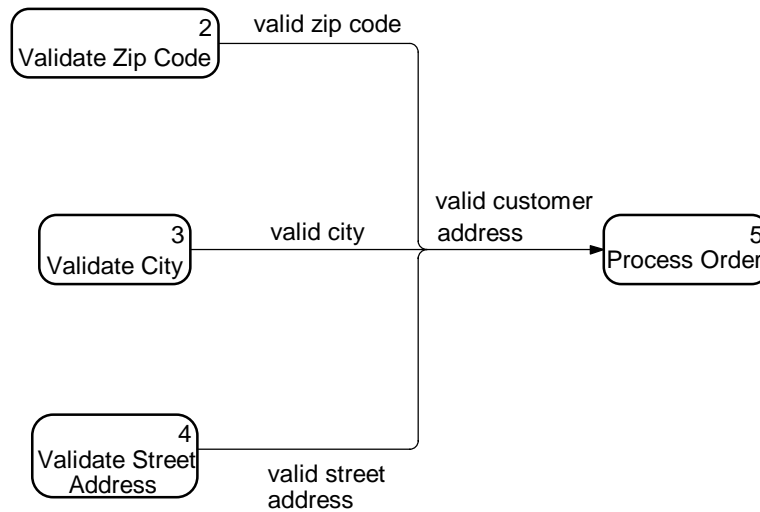 2
Validate Zip Code
valid zip code
3
Validate City
valid city
valid customer
address
5
Process Order
4
Validate Street
Address
valid street
address